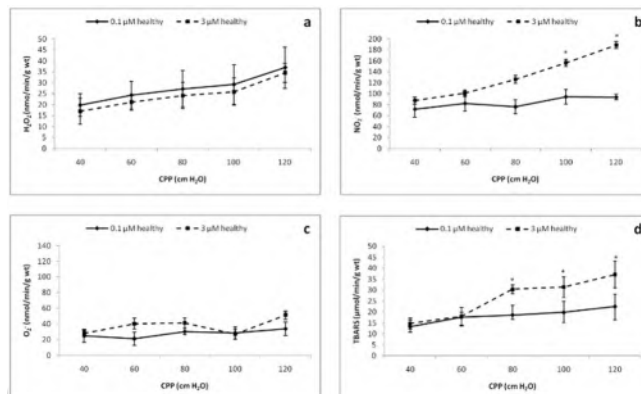 0.1 µM healthy 3 µM healthy a
H₂O₂ (nmol/min/g wt)
50
45
40
35
30
25
20
15
10
5
0
40 60 80 100 120
CPP (cm H₂O)
0.1 µM healthy 3 µM healthy b
NO₂⁻ (nmol/min/g wt)
200
180
160
140
120
100
80
60
40
20
0
* *
40 60 80 100 120
CPP (cm H₂O)
0.1 µM healthy 3 µM healthy c
O₂⁻ (nmol/min/g wt)
140
120
100
80
60
40
20
0
40 60 80 100 120
CPP (cm H₂O)
0.1 µM healthy 3 µM healthy d
TBARS (µmol/min/g wt)
50
45
40
35
30
25
20
15
10
5
0
* * *
40 60 80 100 120
CPP (cm H₂O)